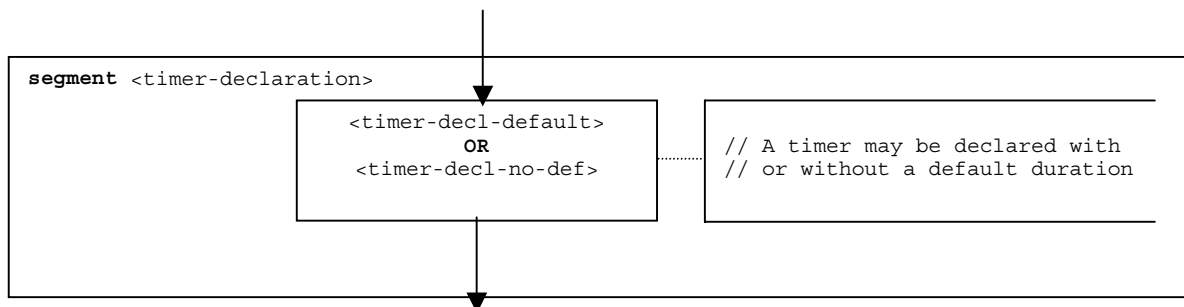 segment <timer-declaration>
<timer-decl-default>
OR
<timer-decl-no-def>
// A timer may be declared with
// or without a default duration